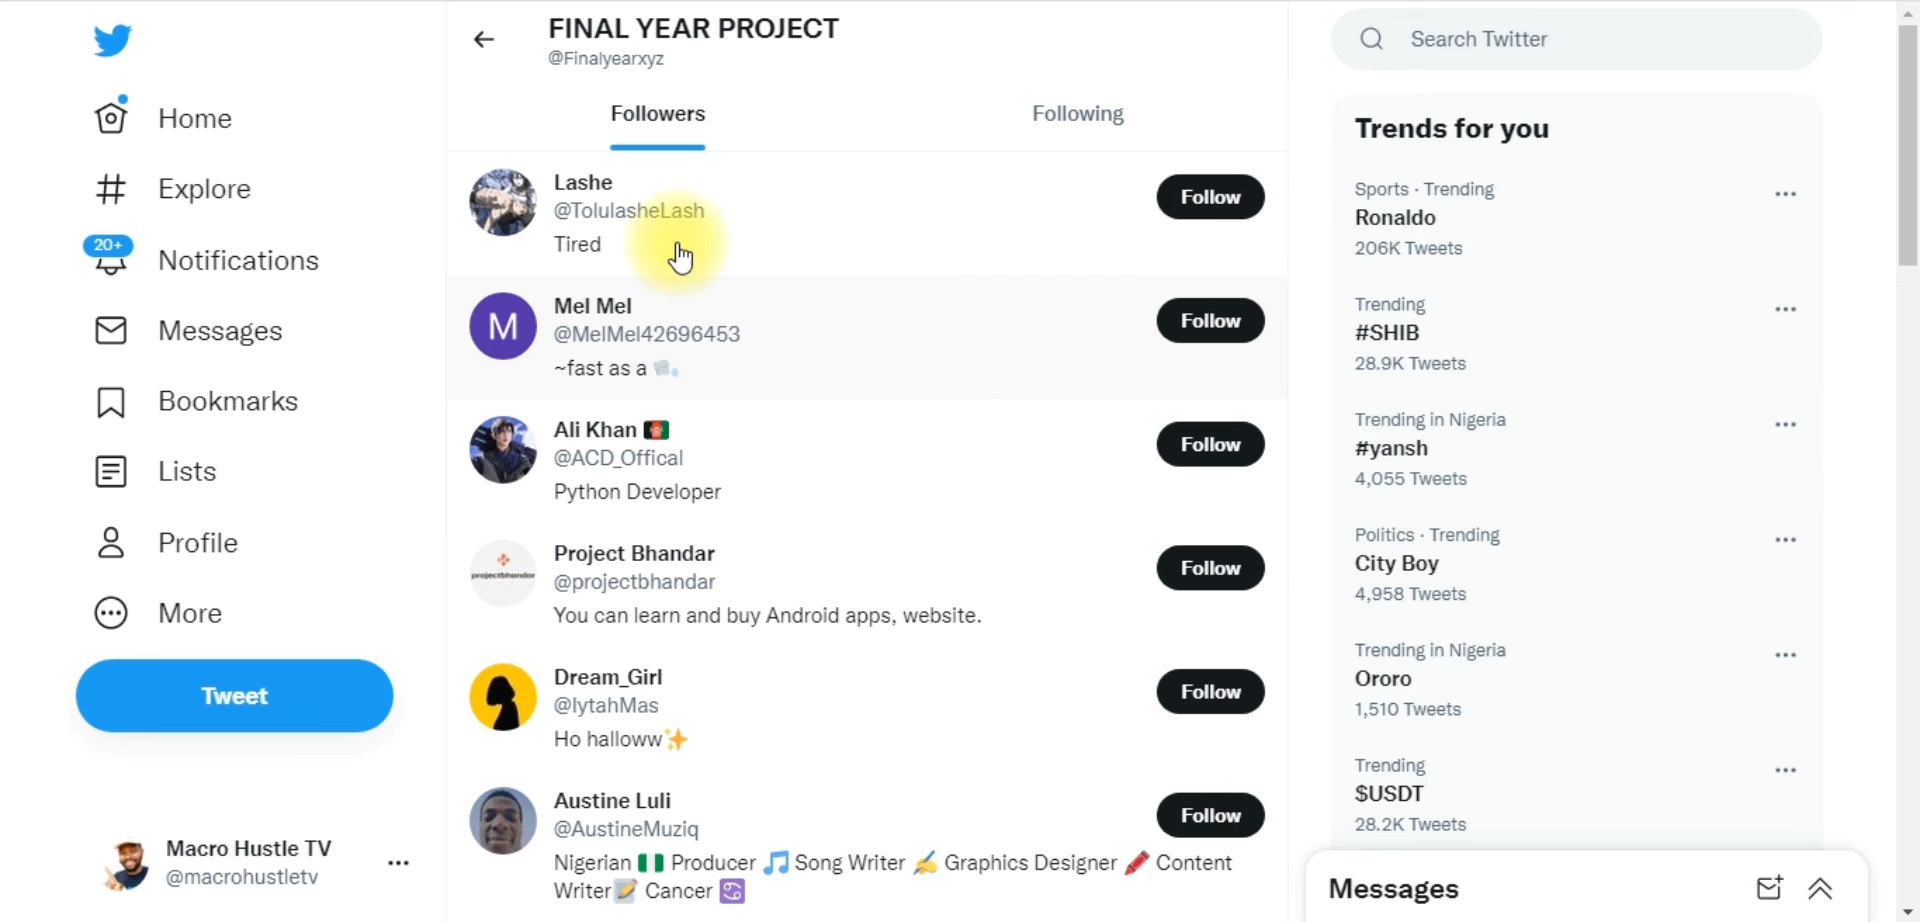 Home
Explore
20+
Notifications
Messages
Bookmarks
Lists
Profile
More
Tweet
Macro Hustle TV
@macrohustletv
FINAL YEAR PROJECT
@Finalyearxyz
Followers
Following
Lashe
@TolulasheLash
Tired
Follow
M
Mel Mel
@MelMel42696453
~fast as a 🌬️
Follow
Ali Khan 🇦🇫
@ACD_Offical
Python Developer
Follow
projectbhandar
Project Bhandar
@projectbhandar
You can learn and buy Android apps, website.
Follow
Dream_Girl
@lytahMas
Ho halloww✨
Follow
Austine Luli
@AustineMuziq
Nigerian 🇳🇬 Producer 🎵 Song Writer ✍️ Graphics Designer 🖍️ Content
Writer📝 Cancer ♋
Follow
Search Twitter
Trends for you
Sports · Trending
Ronaldo
206K Tweets
Trending
#SHIB
28.9K Tweets
Trending in Nigeria
#yansh
4,055 Tweets
Politics · Trending
City Boy
4,958 Tweets
Trending in Nigeria
Ororo
1,510 Tweets
Trending
$USDT
28.2K Tweets
Messages